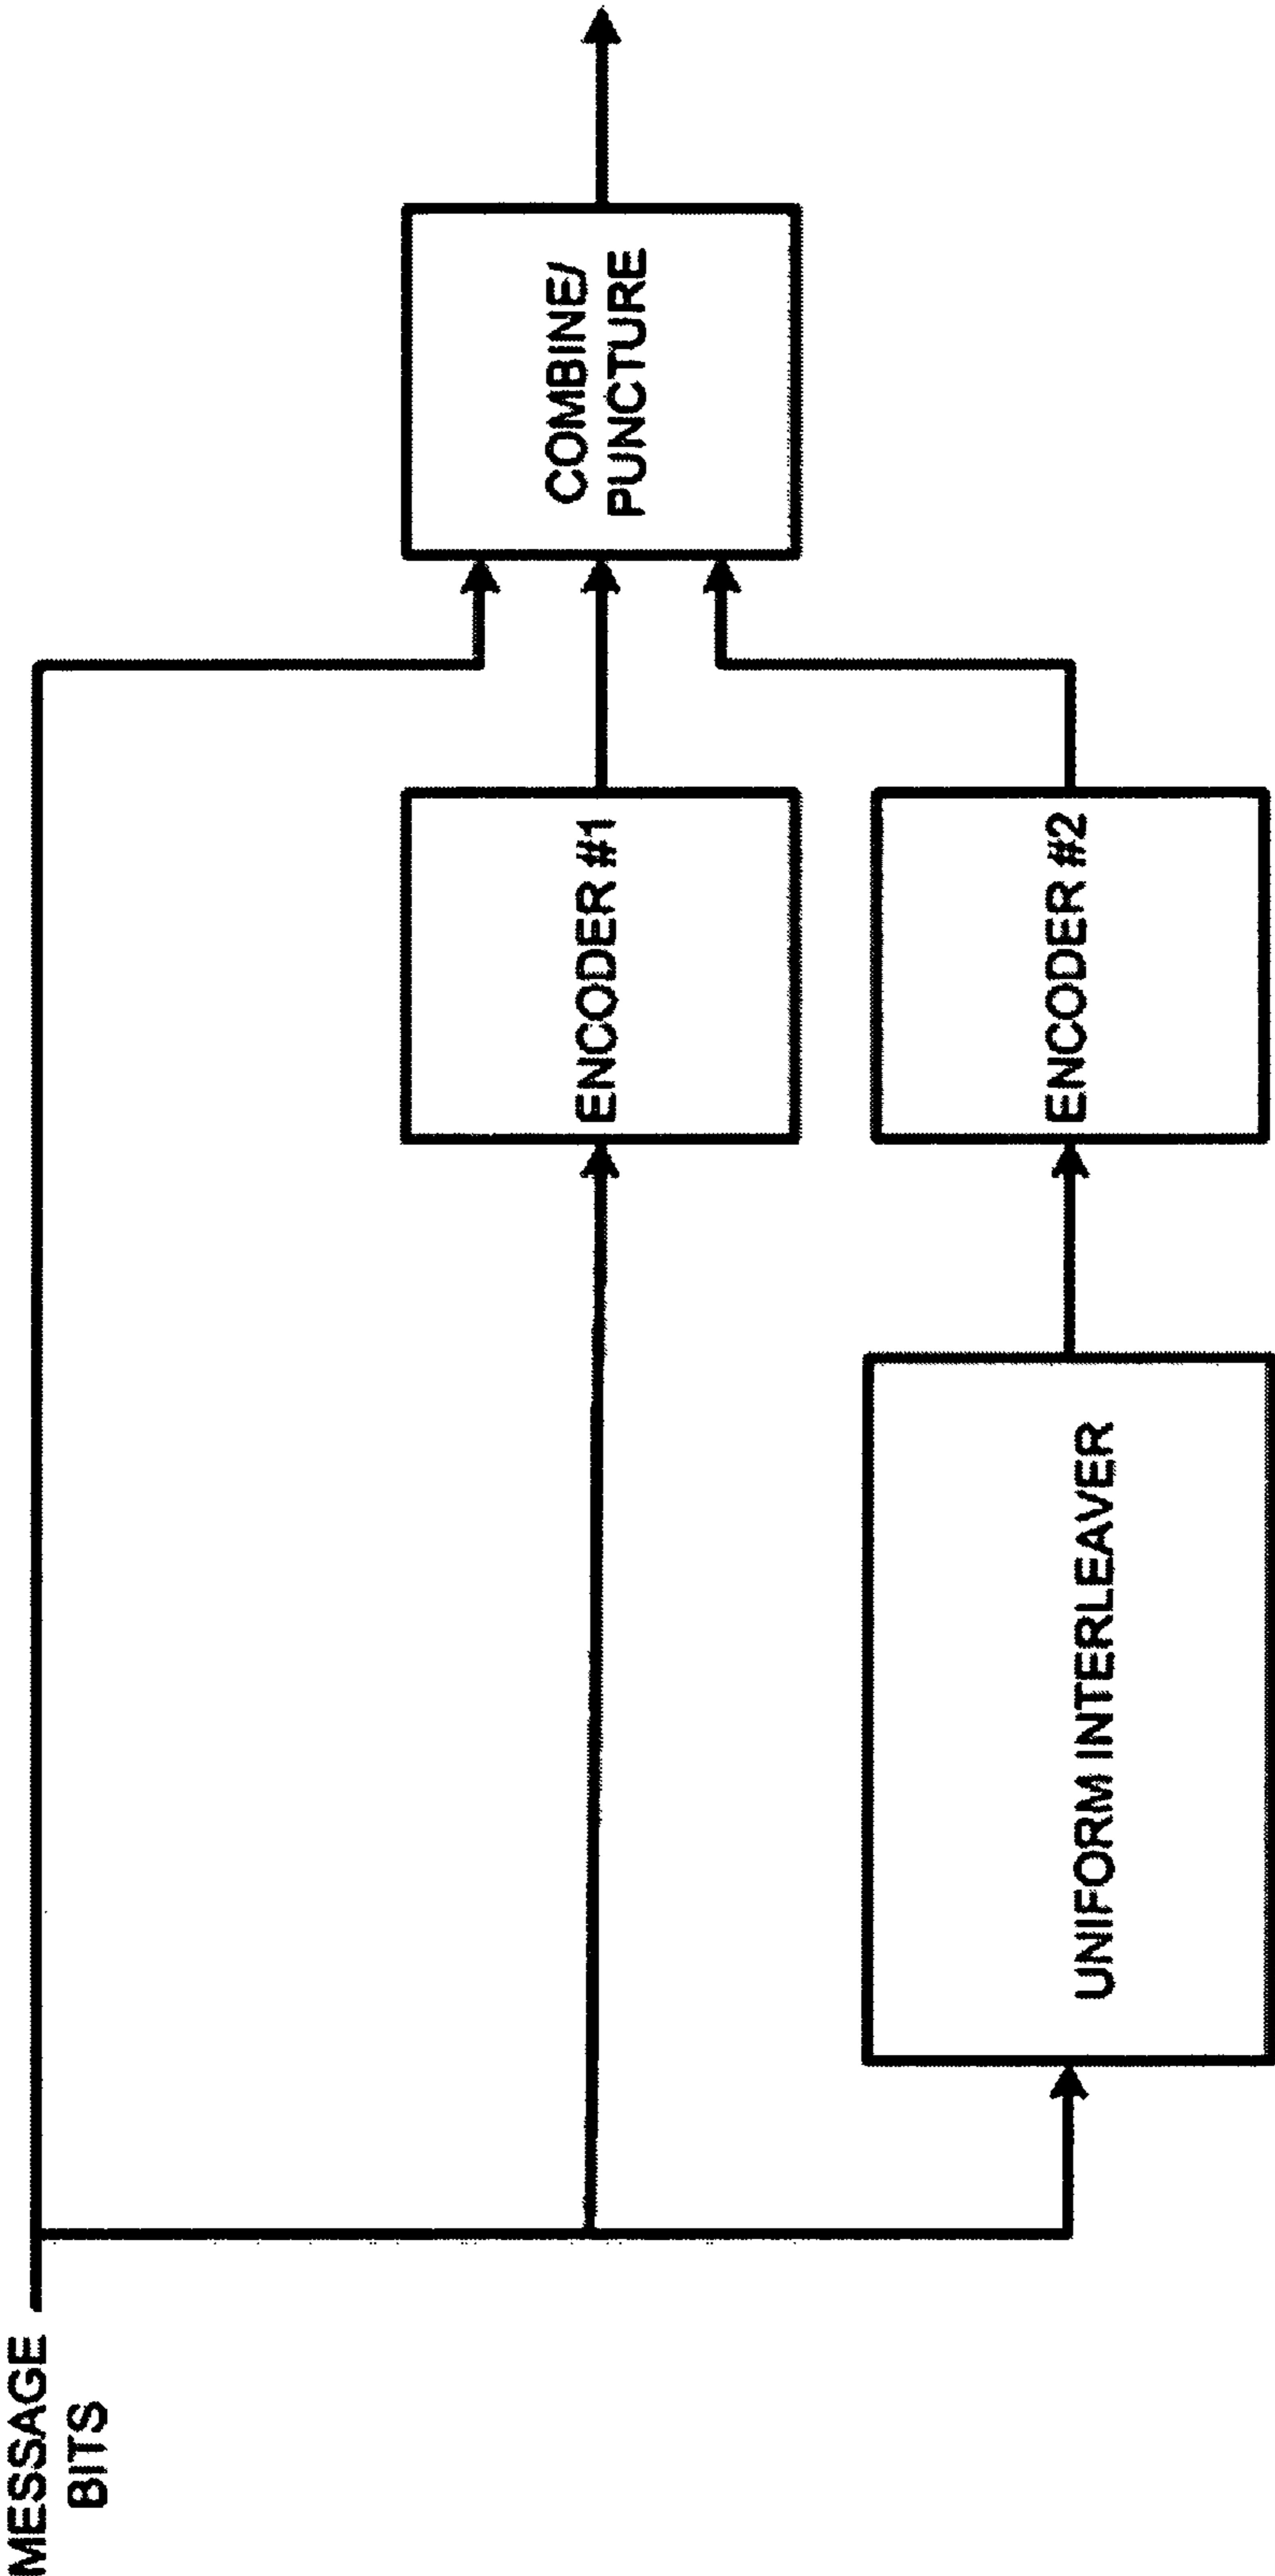 MESSAGE
BITS
UNIFORM INTERLEAVER
ENCODER #1
ENCODER #2
COMBINE/
PUNCTURE